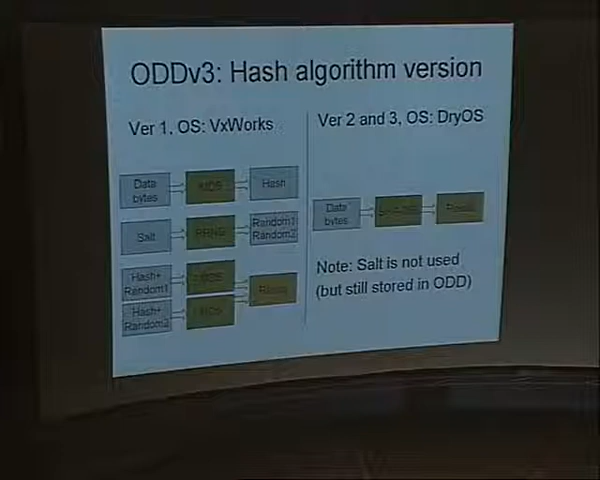 ODDv3: Hash algorithm version
Ver 1, OS: VxWorks
Data
bytes
MD5
Hash
Salt
PRNG
Random1
Random2
Hash+
Random1
Hash+
Random2
Ver 2 and 3, OS: DryOS
Data
bytes
Note: Salt is not used
(but still stored in ODD)